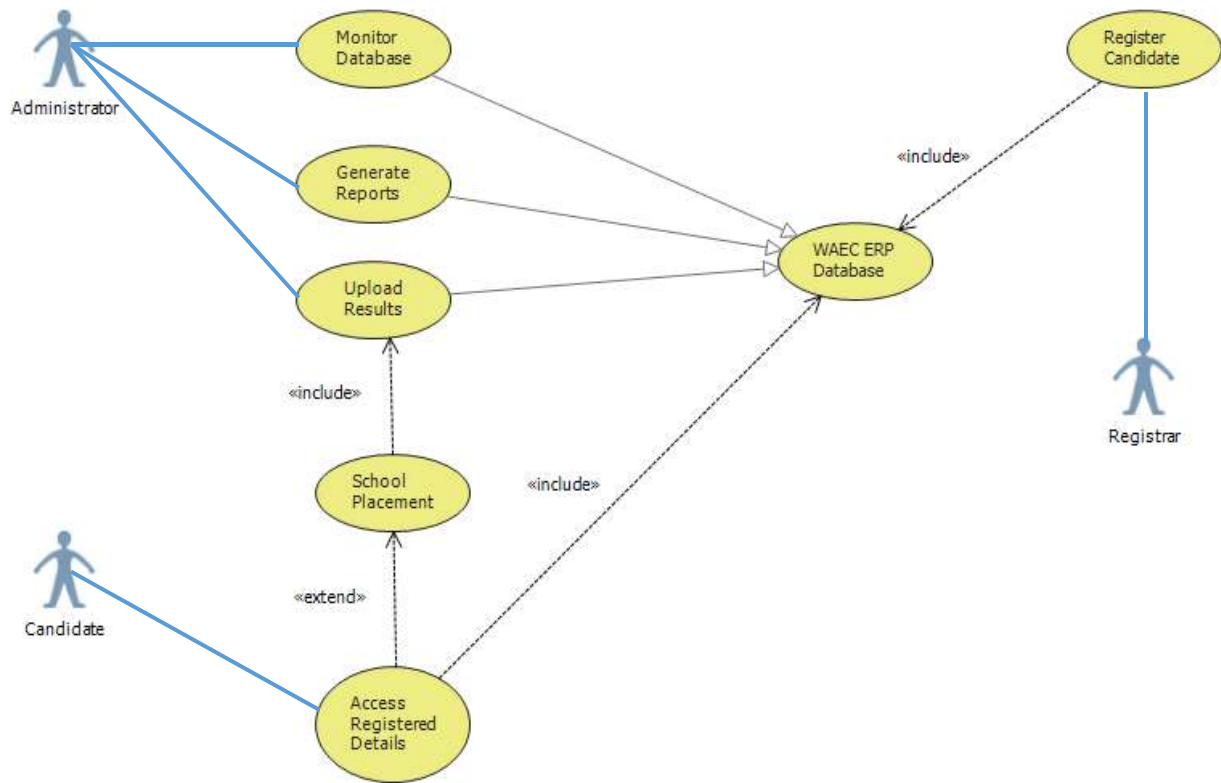 Monitor
Database
Register
Candidate
Administrator
«include»
Generate
Reports
WAEC ERP
Database
Upload
Results
«include»
Registrar
School
Placement
«include»
Candidate
«extend»
Access
Registered
Details